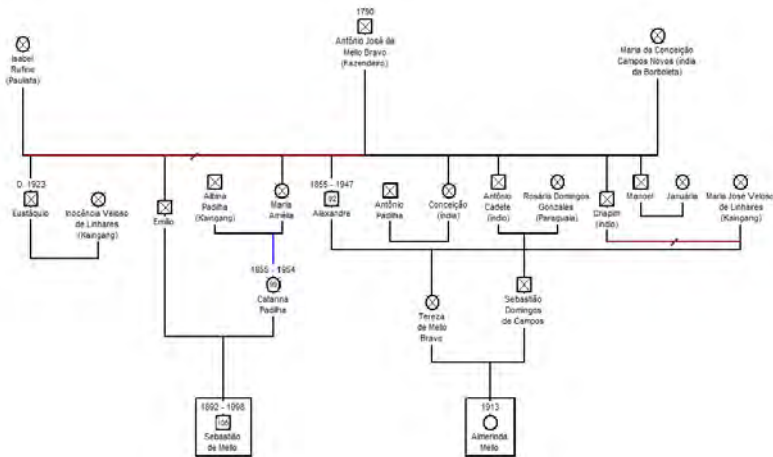 1790
Antônio José de
Mello Bravo
(Fazendeiro)
Isabel
Rufino
(Paulista)
Maria da Conceição
Campos Novos (índia
da Borboleta)
D. 1923
Eustáquio
Inocência Veloso
de Linhares
(Kaingang)
Emílio
Albina
Padilha
(Kaingang)
Maria
Amélia
1855 - 1947
92
Alexandre
Antônio
Padilha
Conceição
(índia)
Antônio
Cadete
(índio)
Rosária Domingos
Gonzales
(Paraguaia)
Chapim
(índio)
Manoel
Januária
Maria José Veloso
de Linhares
(Kaingang)
1855 - 1954
99
Catarina
Padilha
Tereza
de Mello
Bravo
Sebastião
Domingos
de Campos
1892 - 1998
106
Sebastião
de Mello
1913
Almerinda
Mello